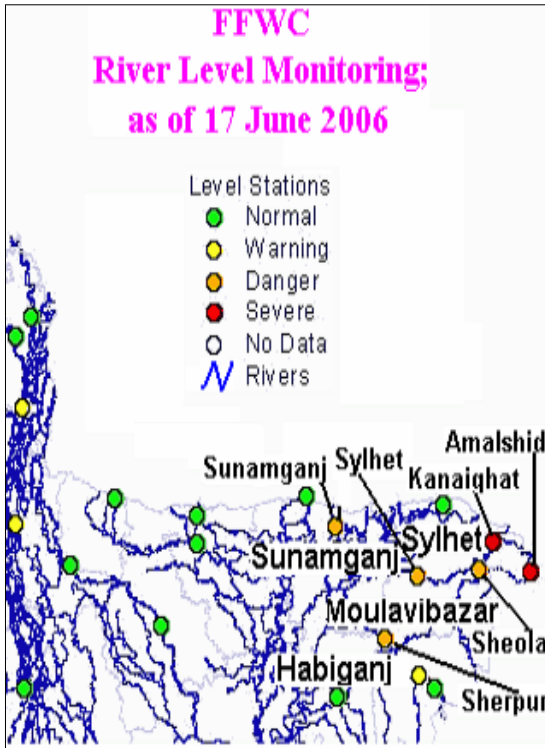 FFWC
River Level Monitoring;
as of 17 June 2006
Level Stations
Normal
Warning
Danger
Severe
No Data
Rivers
Amalshid
Sylhet
Sunamganj
Kanaighat
Sylhet
Sunamganj
Moulavibazar
Sheola
Habiganj
Sherpur